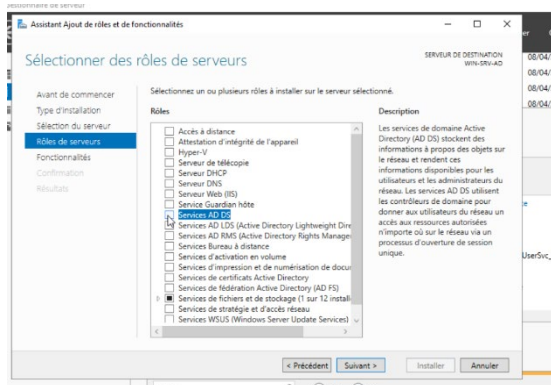 Gestionnaire de serveur
Assistant Ajout de rôles et de fonctionnalités
Sélectionner des rôles de serveurs
SERVEUR DE DESTINATION
WIN-SRV-AD
Avant de commencer
Type d'installation
Sélection du serveur
Rôles de serveurs
Fonctionnalités
Confirmation
Résultats
Sélectionnez un ou plusieurs rôles à installer sur le serveur sélectionné.
Rôles
Accès à distance
Attestation d'intégrité de l'appareil
Hyper-V
Serveur de télécopie
Serveur DHCP
Serveur DNS
Serveur Web (IIS)
Service Guardian hôte
Services AD DS
Services AD LDS (Active Directory Lightweight Dire
Services AD RMS (Active Directory Rights Manager
Services Bureau à distance
Services d'activation en volume
Services d'impression et de numérisation de docur
Services de certificats Active Directory
Services de fédération Active Directory (AD FS)
Services de fichiers et de stockage (1 sur 12 install
Services de stratégie et d'accès réseau
Services WSUS (Windows Server Update Services)
Description
Les services de domaine Active
Directory (AD DS) stockent des
informations à propos des objets sur
le réseau et rendent ces
informations disponibles pour les
utilisateurs et les administrateurs du
réseau. Les services AD DS utilisent
les contrôleurs de domaine pour
donner aux utilisateurs du réseau un
accès aux ressources autorisées
n'importe où sur le réseau via un
processus d'ouverture de session
unique.
< Précédent
Suivant >
Installer
Annuler
08/04/
08/04/
08/04/
08/04/
UserSvc_